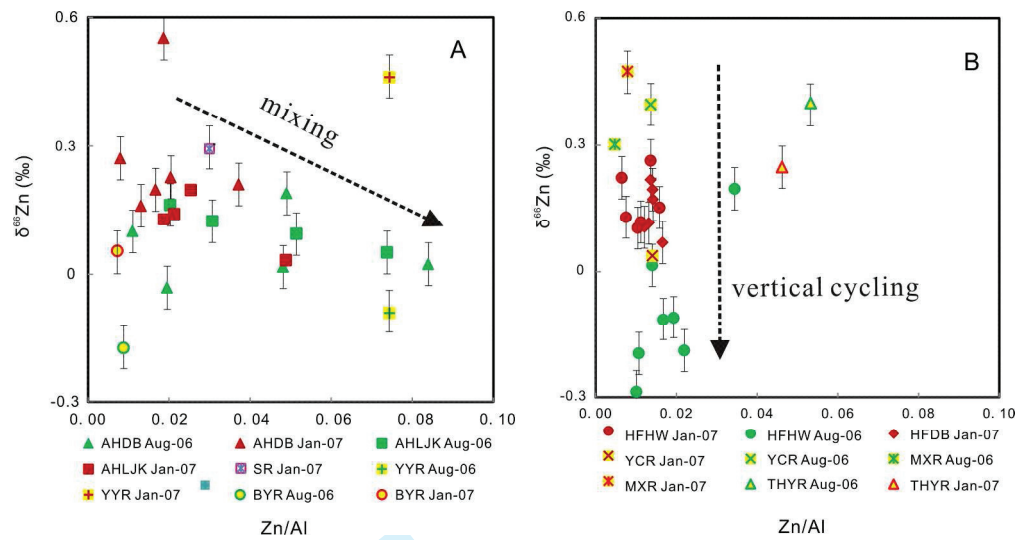 A
0.6
0.3
0
-0.3
δ⁶⁶Zn (‰)
mixing
0.00 0.02 0.04 0.06 0.08 0.10
AHDB Aug-06 AHDB Jan-07 AHLJK Aug-06
AHLJK Jan-07 SR Jan-07 YYR Aug-06
YYR Jan-07 BYR Aug-06 BYR Jan-07
Zn/Al
B
0.6
0.3
0
-0.3
δ⁶⁶Zn (‰)
vertical cycling
0.00 0.02 0.04 0.06 0.08 0.10
HFHW Jan-07 HFHW Aug-06 HFDB Jan-07
YCR Jan-07 YCR Aug-06 MXR Aug-06
MXR Jan-07 THYR Aug-06 THYR Jan-07
Zn/Al